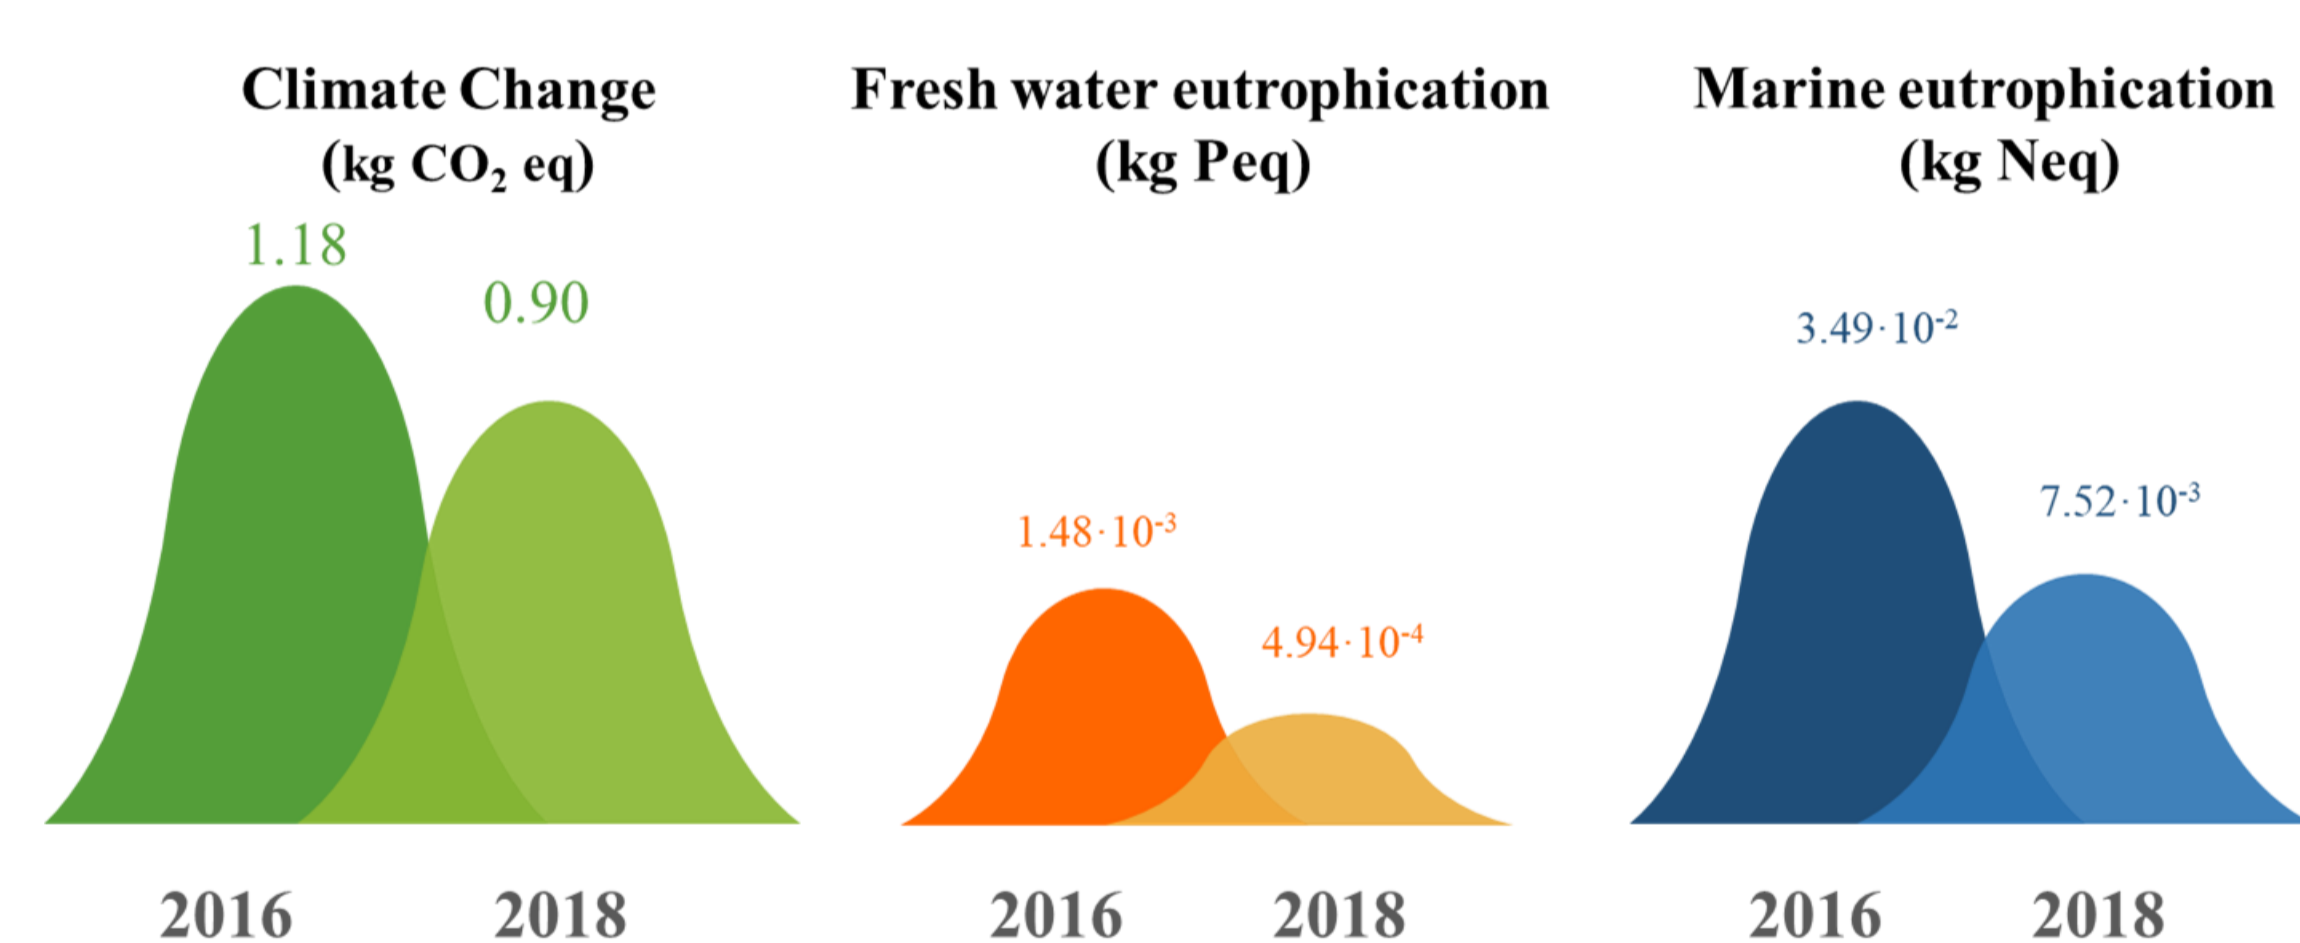 Climate Change
(kg CO₂ eq)
1.18
0.90
2016 2018
Fresh water eutrophication
(kg Peq)
1.48·10⁻³
4.94·10⁻⁴
2016 2018
Marine eutrophication
(kg Neq)
3.49·10⁻²
7.52·10⁻³
2016 2018